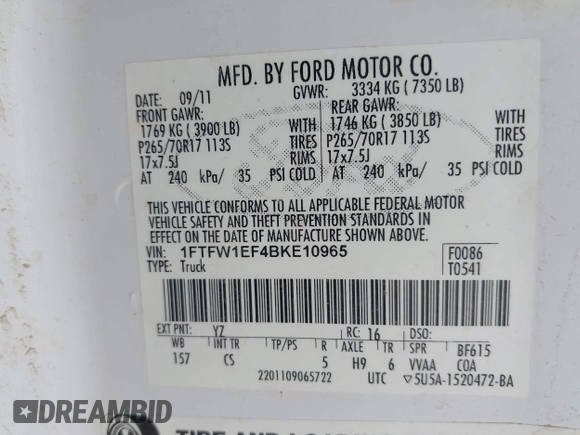 MFD. BY FORD MOTOR CO.
DATE: 09/11 GVWR: 3334 KG ( 7350 LB)
FRONT GAWR: REAR GAWR:
1769 KG ( 3900 LB) WITH 1746 KG ( 3850 LB) WITH
P265/70R17 113S TIRES P265/70R17 113S TIRES
17x7.5J RIMS 17x7.5J RIMS
AT 240 kPa/ 35 PSI COLD AT 240 kPa/ 35 PSI COLD
Ford
THIS VEHICLE CONFORMS TO ALL APPLICABLE FEDERAL MOTOR
VEHICLE SAFETY AND THEFT PREVENTION STANDARDS IN
EFFECT ON THE DATE OF MANUFACTURE SHOWN ABOVE.
VIN: 1FTFW1EF4BKE10965 F0086
TYPE: Truck T0541
EXT PNT: YZ RC: 16 DSO:
WB INT TR TP/PS R AXLE TR SPR BF615
157 CS 5 H9 6 VVAA COA
2201109065722 UTC 5U5A-1520472-BA
DREAMBID